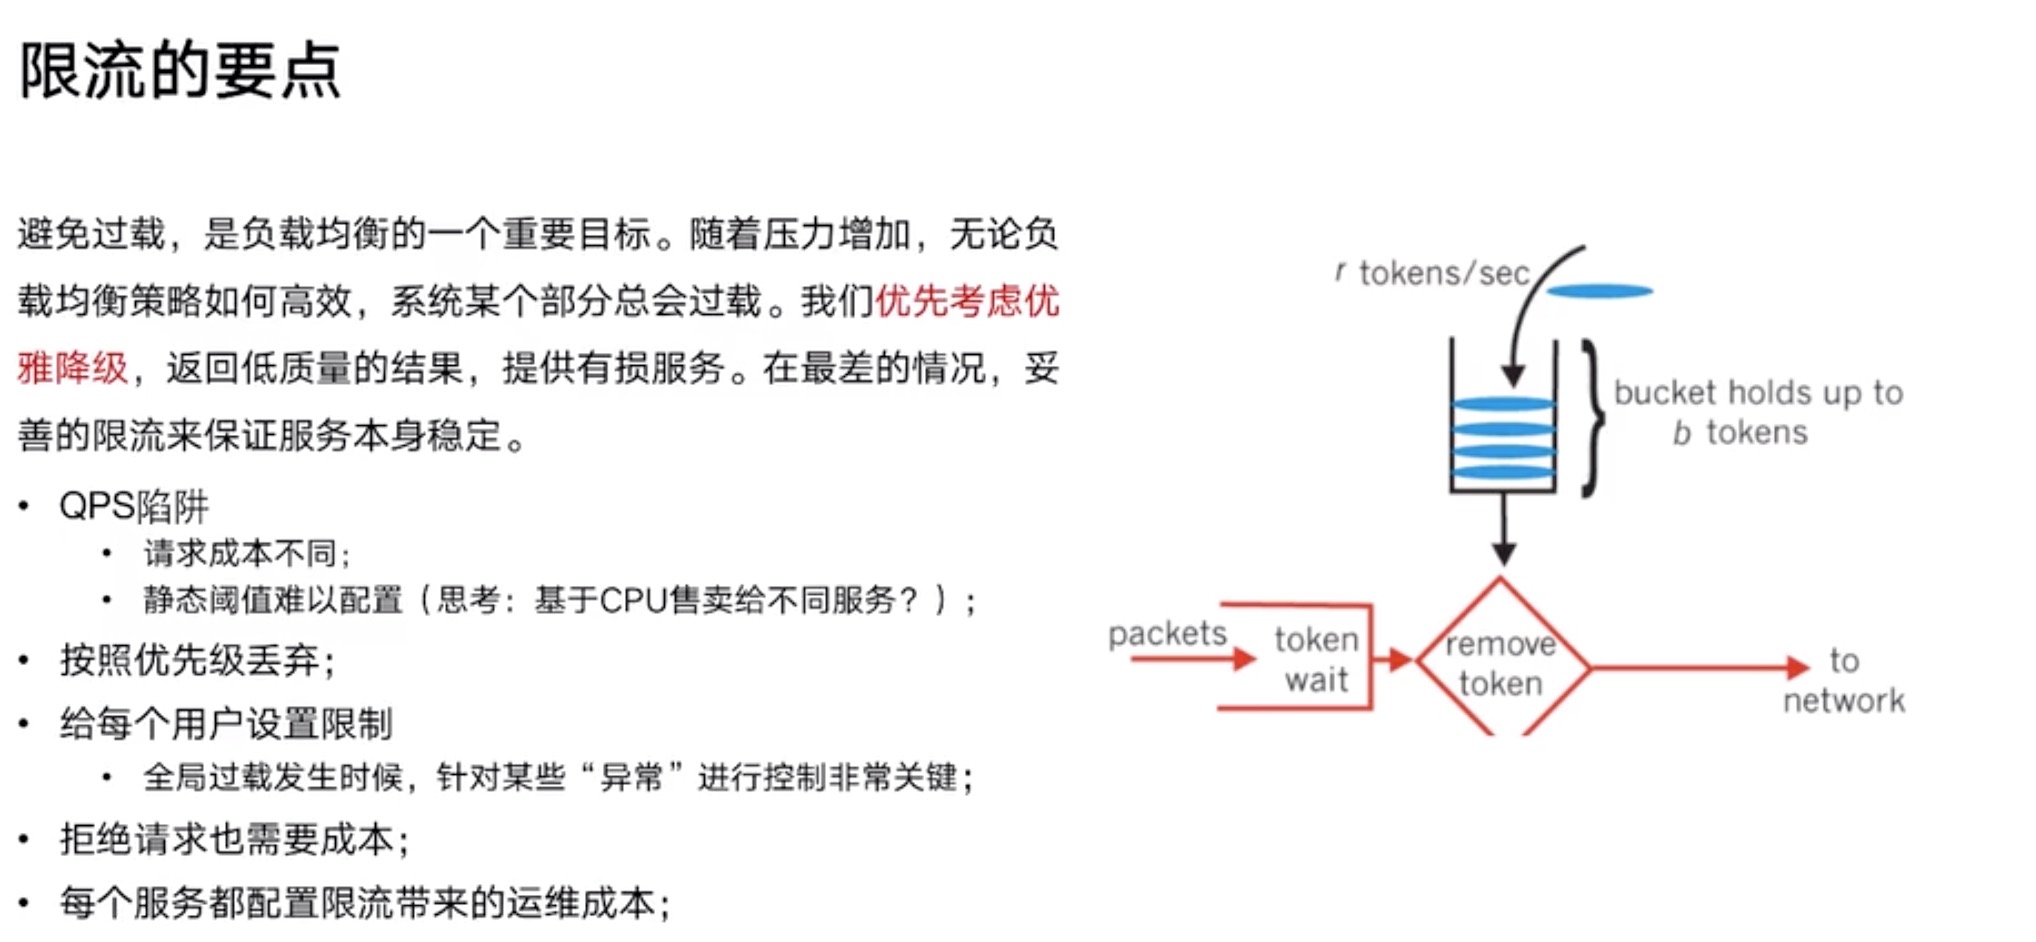 限流的要点
避免过载，是负载均衡的一个重要目标。随着压力增加，无论负
载均衡策略如何高效，系统某个部分总会过载。我们优先考虑优
雅降级，返回低质量的结果，提供有损服务。在最差的情况，妥
善的限流来保证服务本身稳定。
• QPS陷阱
• 请求成本不同；
• 静态阈值难以配置（思考：基于CPU售卖给不同服务？）；
• 按照优先级丢弃；
• 给每个用户设置限制
• 全局过载发生时候，针对某些“异常”进行控制非常关键；
• 拒绝请求也需要成本；
• 每个服务都配置限流带来的运维成本；
r tokens/sec
bucket holds up to
b tokens
packets
token
wait
remove
token
to
network